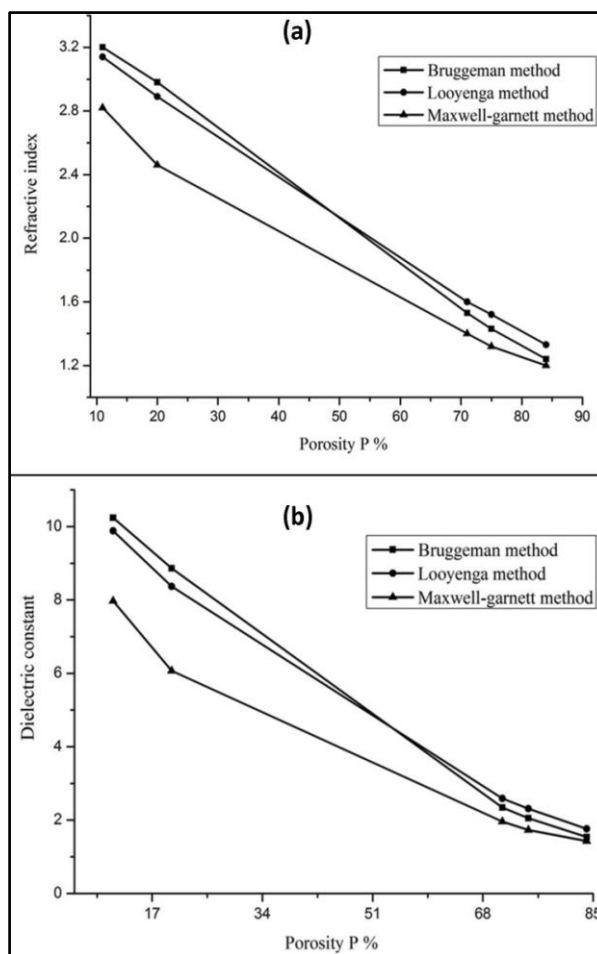 (a)
Bruggeman method
Looyenga method
Maxwell-garnett method
3.2
2.8
2.4
2.0
1.6
1.2
Refractive index
10 20 30 40 50 60 70 80 90
Porosity P %
(b)
Bruggeman method
Looyenga method
Maxwell-garnett method
10
8
6
4
2
0
Dielectric constant
17 34 51 68 85
Porosity P %